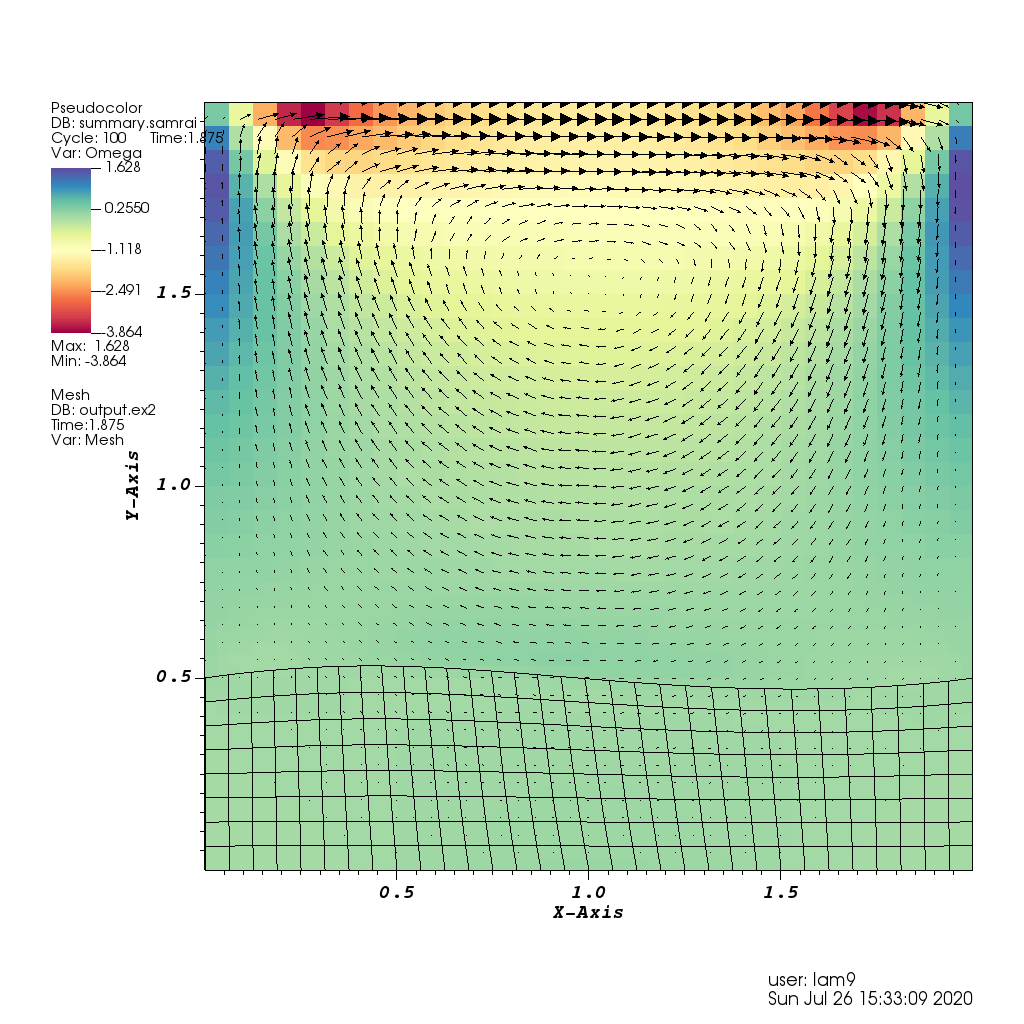 Pseudocolor
DB: summary.samrai
Cycle: 100 Time:1.875
Var: Omega
1.628
0.2550
-1.118
-2.491
-3.864
Max: 1.628
Min: -3.864
Mesh
DB: output.ex2
Time:1.875
Var: Mesh
Y-Axis
1.5
1.0
0.5
0.5 1.0 1.5
X-Axis
user: lam9
Sun Jul 26 15:33:09 2020